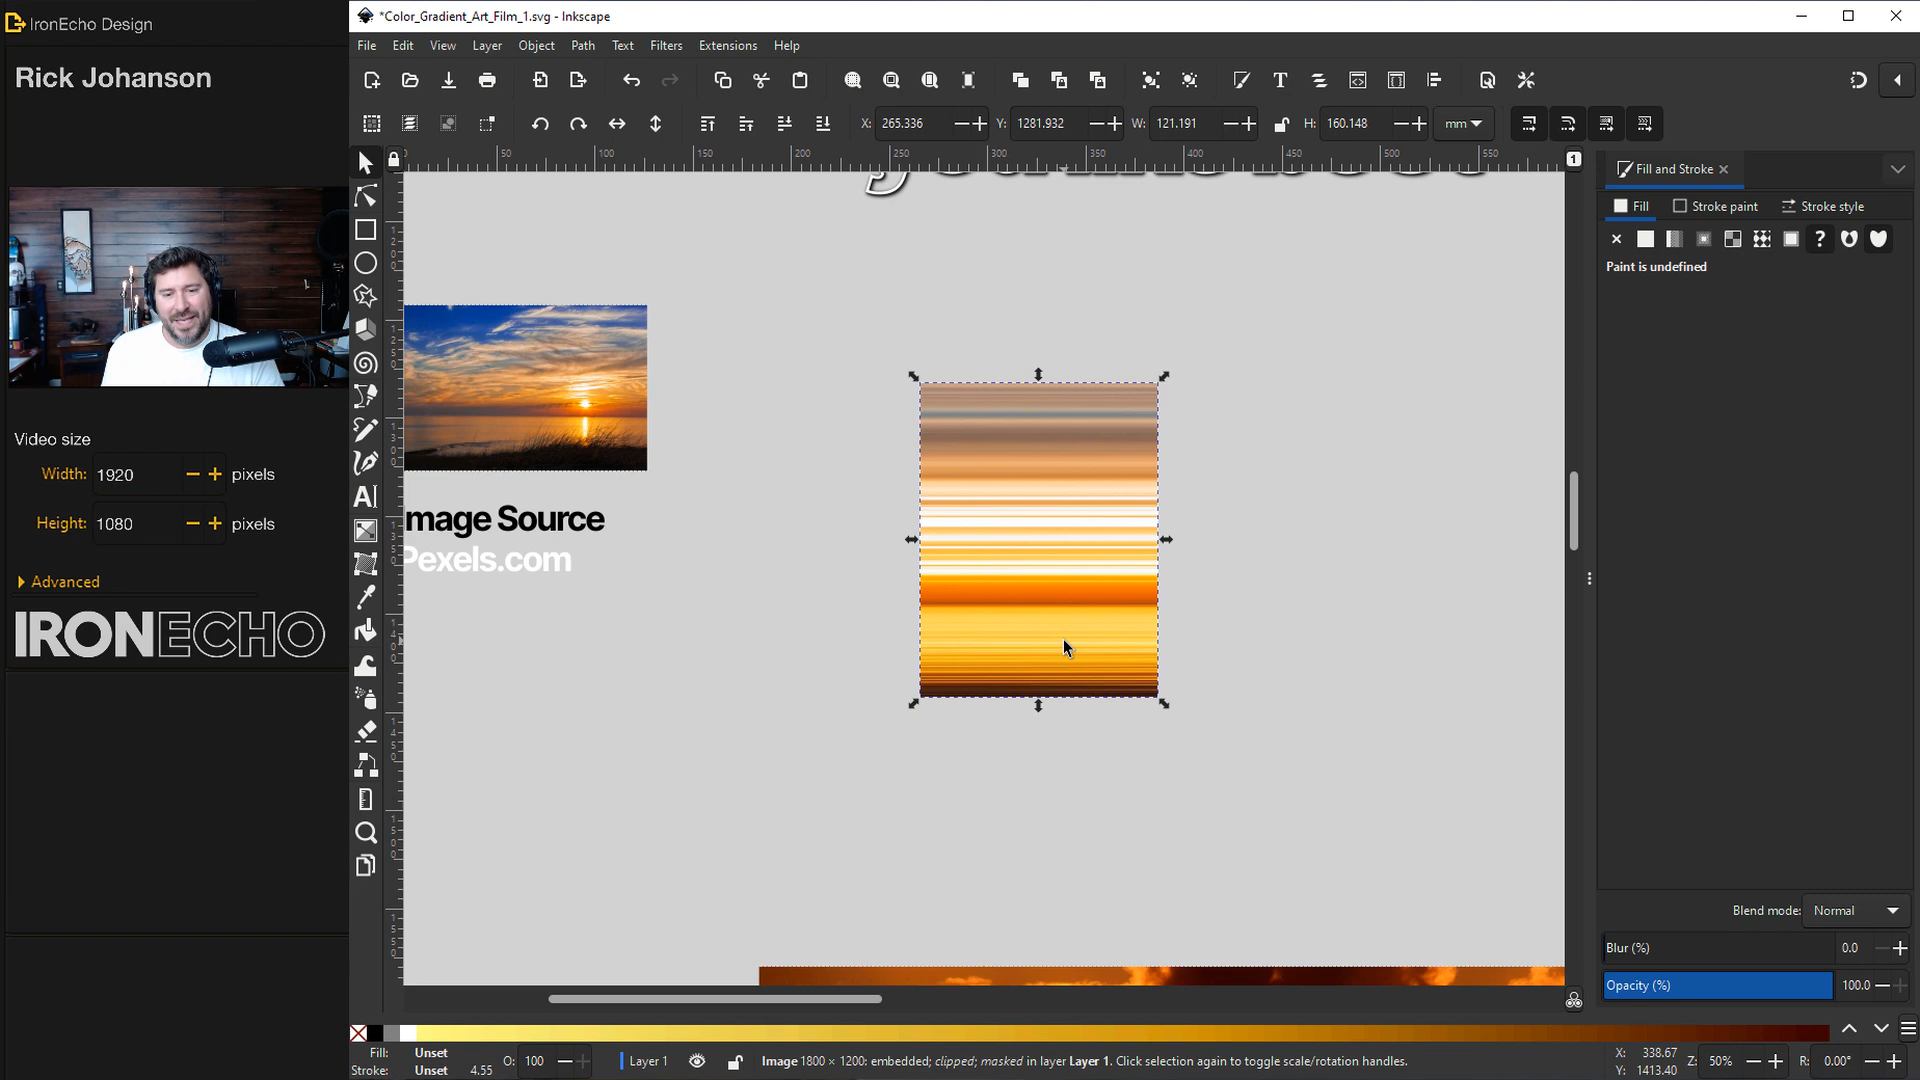 IronEcho Design
Rick Johanson
Video size
Width: 1920 pixels
Height: 1080 pixels
Advanced
IRONECHO
*Color_Gradient_Art_Film_1.svg - Inkscape
File Edit View Layer Object Path Filters Text Extensions Help
X: 265.336 Y: 1281.932 W: 121.191 H: 160.148 mm
50 100 150 200 250 300 350 400 450 500 550
1
mage Source
Pexels.com
Fill and Stroke
Fill Stroke paint Stroke style
Paint is undefined
Blend mode: Normal
Blur (%) 0.0
Opacity (%) 100.0
Fill: Unset
Stroke: Unset 4.55
O: 100
Layer 1
Image 1800 × 1200: embedded; clipped; masked in layer Layer 1. Click selection again to toggle scale/rotation handles.
X: 338.67
Y: 1413.40
Z: 50%
R: 0.00°